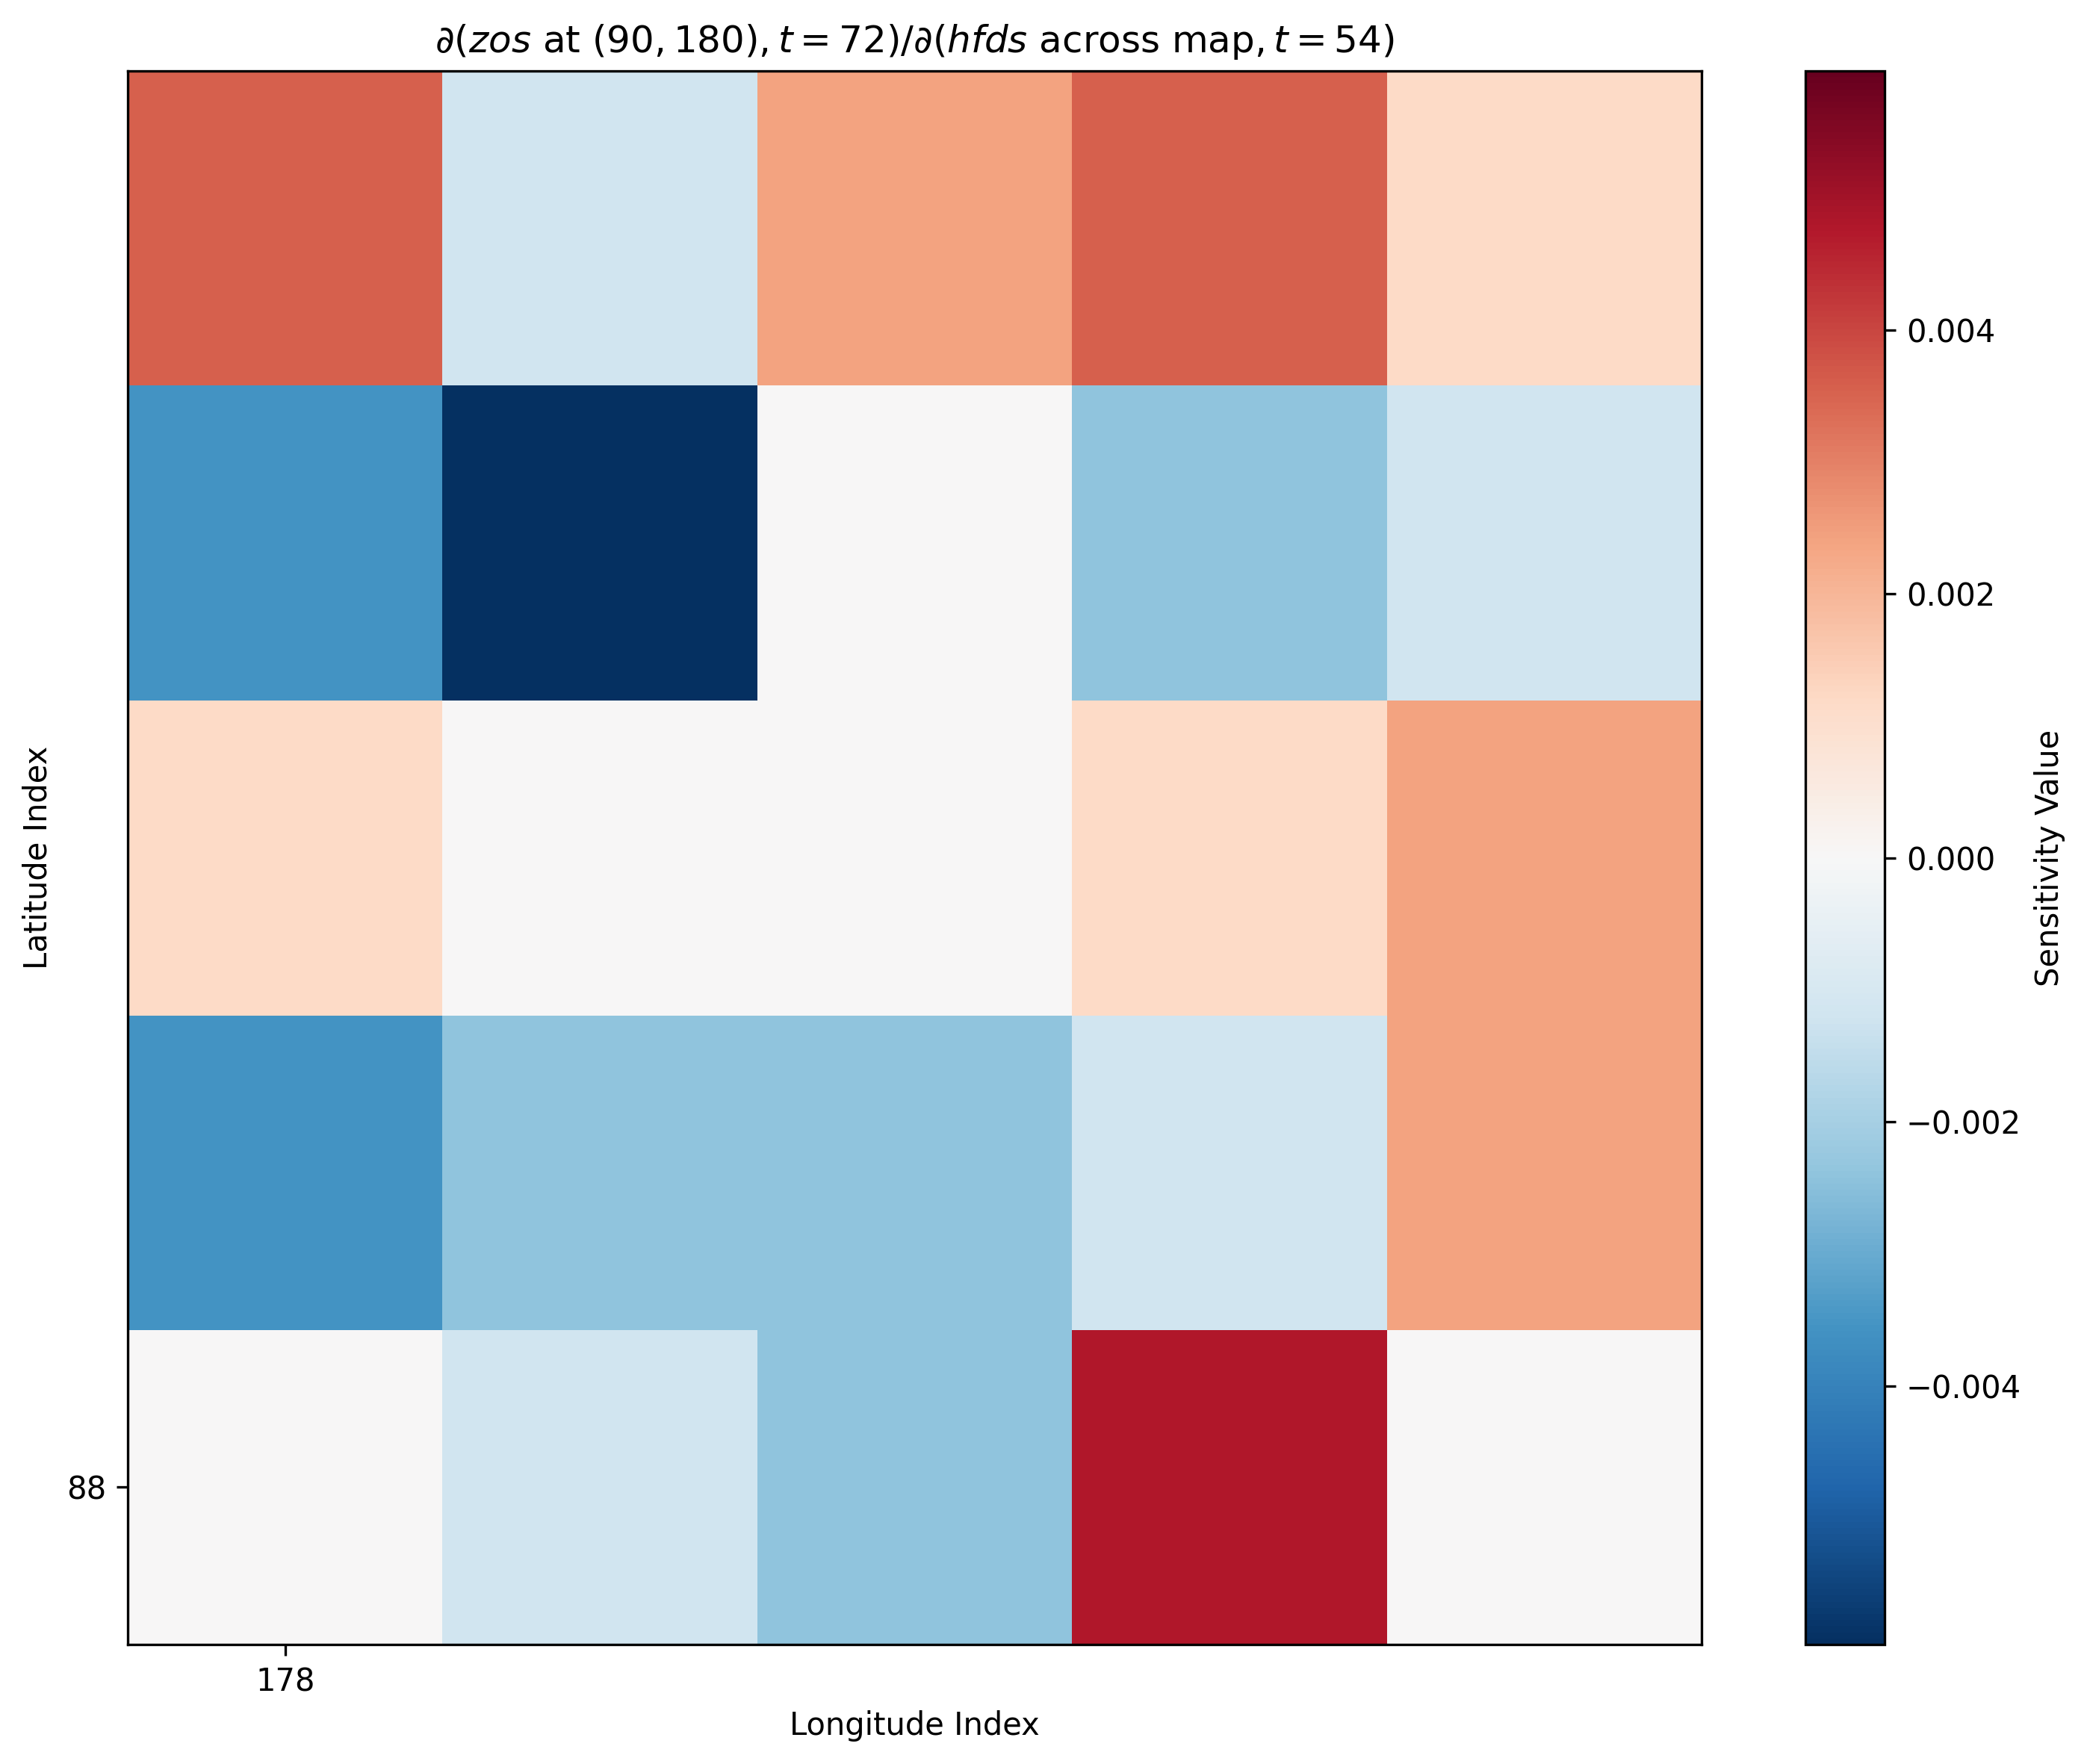 ∂(zos at (90, 180), t = 72)/∂(hfds across map, t = 54)
Latitude Index
88
178
Longitude Index
0.004
0.002
0.000
−0.002
−0.004
Sensitivity Value